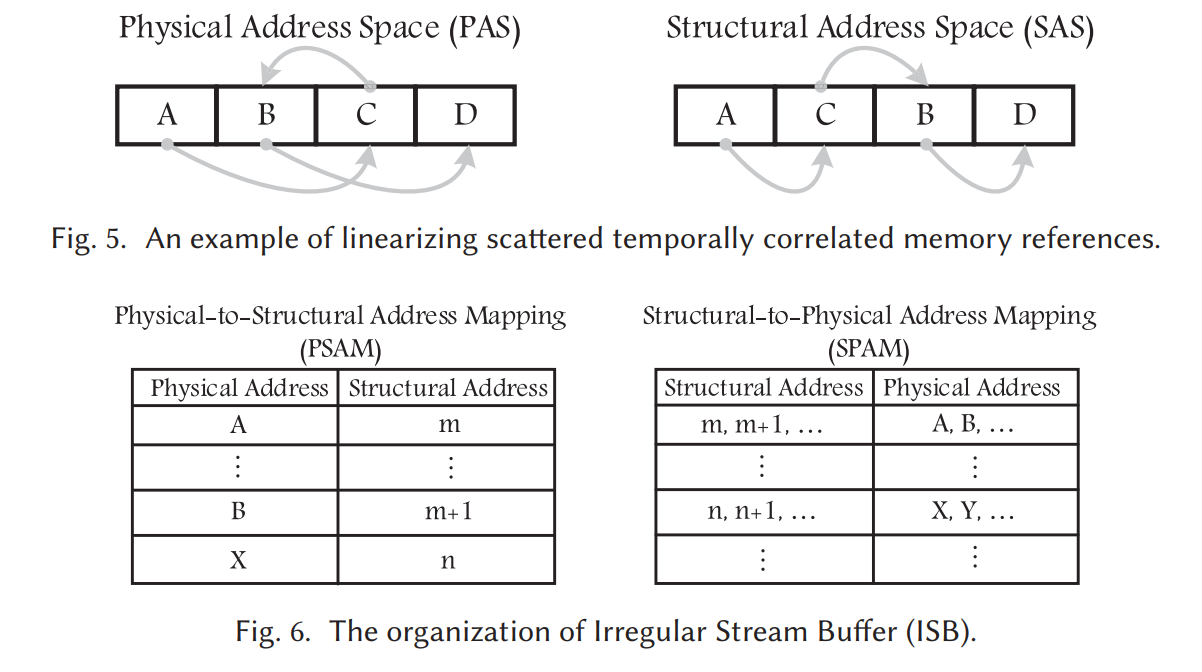 Physical Address Space (PAS)
A B C D
Structural Address Space (SAS)
A C B D
Fig. 5. An example of linearizing scattered temporally correlated memory references.
Physical-to-Structural Address Mapping
(PSAM)
Physical Address Structural Address
A m
⋮ ⋮
B m+1
X n
Structural-to-Physical Address Mapping
(SPAM)
Structural Address Physical Address
m, m+1, ... A, B, ...
⋮ ⋮
n, n+1, ... X, Y, ...
⋮ ⋮
Fig. 6. The organization of Irregular Stream Buffer (ISB).